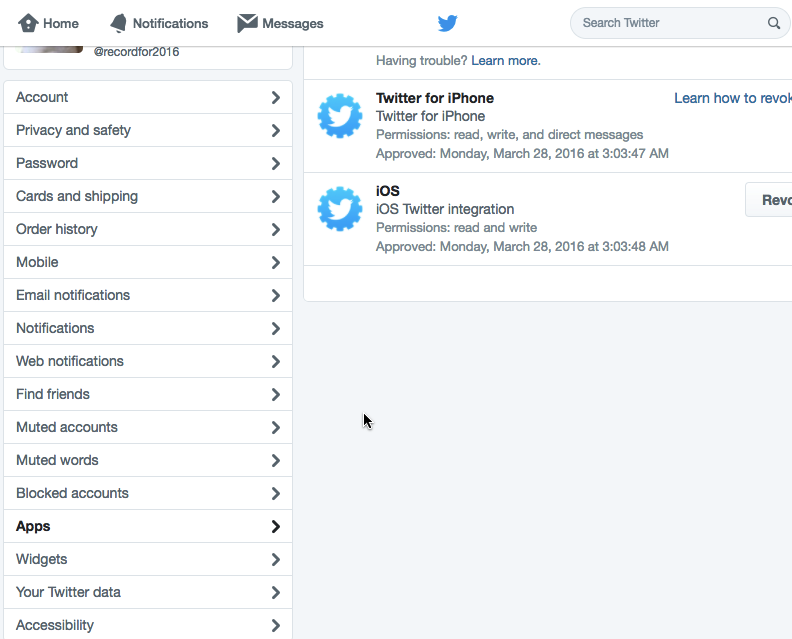 Home
Notifications
Messages
Search Twitter
@recordfor2016
Account
Privacy and safety
Password
Cards and shipping
Order history
Mobile
Email notifications
Notifications
Web notifications
Find friends
Muted accounts
Muted words
Blocked accounts
Apps
Widgets
Your Twitter data
Accessibility
Having trouble? Learn more.
Twitter for iPhone
Learn how to revok
Twitter for iPhone
Permissions: read, write, and direct messages
Approved: Monday, March 28, 2016 at 3:03:47 AM
iOS
Revo
iOS Twitter integration
Permissions: read and write
Approved: Monday, March 28, 2016 at 3:03:48 AM